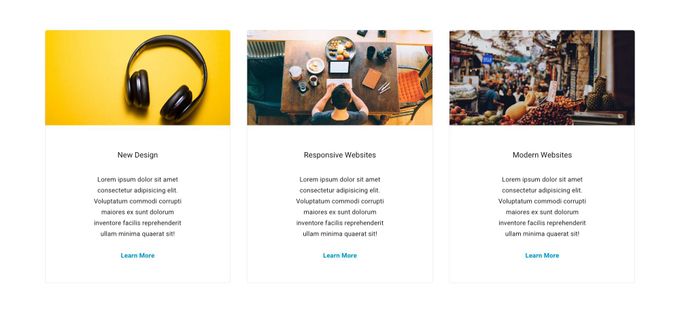 New Design
Lorem ipsum dolor sit amet
consectetur adipisicing elit.
Voluptatum commodi corrupti
maiores ex sunt dolorum
inventore facilis reprehenderit
ullam minima quaerat sit!
Learn More
Responsive Websites
Lorem ipsum dolor sit amet
consectetur adipisicing elit.
Voluptatum commodi corrupti
maiores ex sunt dolorum
inventore facilis reprehenderit
ullam minima quaerat sit!
Learn More
Modern Websites
Lorem ipsum dolor sit amet
consectetur adipisicing elit.
Voluptatum commodi corrupti
maiores ex sunt dolorum
inventore facilis reprehenderit
ullam minima quaerat sit!
Learn More